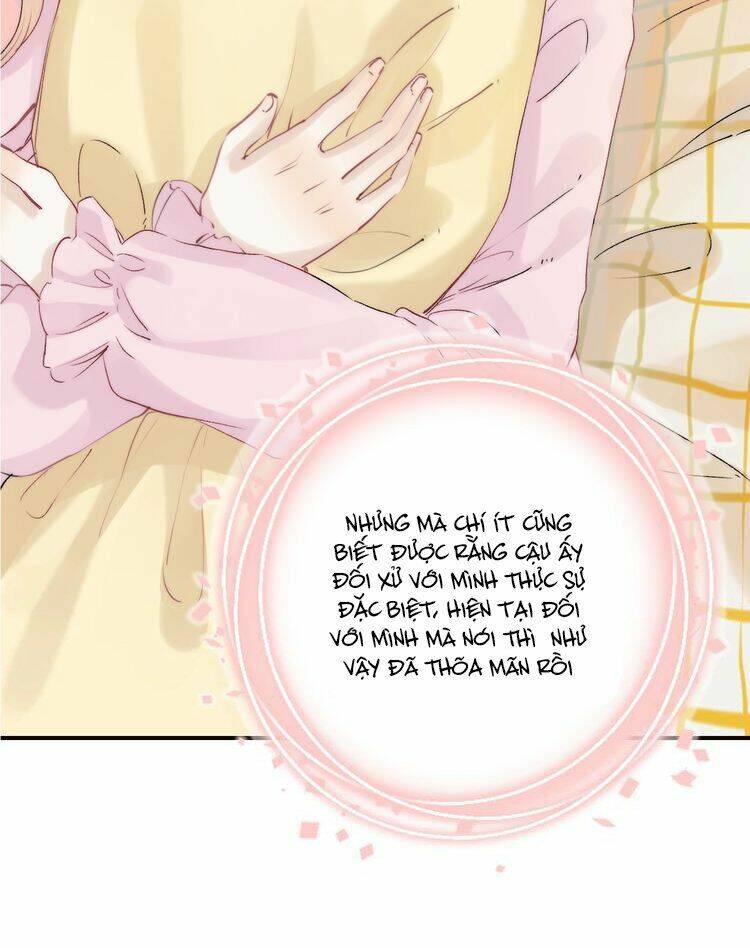 NHƯNG MÀ CHÍ ÍT CŨNG
BIẾT ĐƯỢC RẰNG CẬU ẤY
ĐỐI XỬ VỚI MÌNH THỰC SỰ
ĐẶC BIỆT, HIỆN TẠI ĐỐI
VỚI MÌNH MÀ NÓI THÌ NHƯ
VẬY ĐÃ THÕA MÃN RỒI